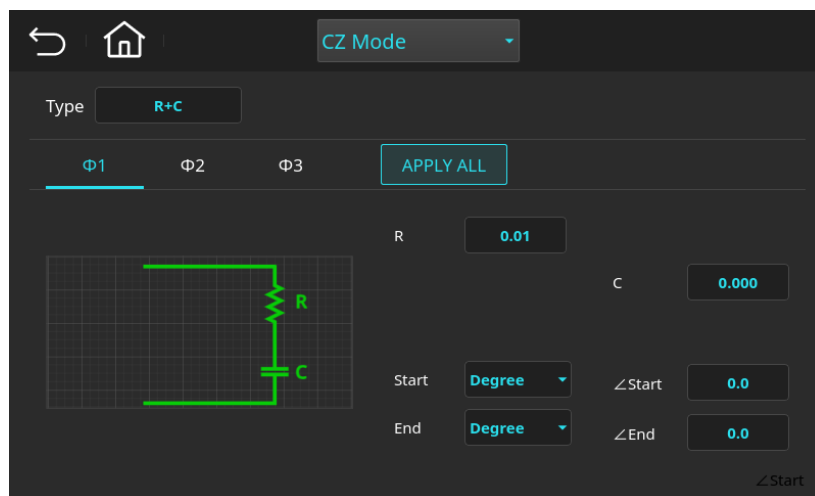 CZ Mode
Type R+C
Φ1 Φ2 Φ3 APPLY ALL
R 0.01
R
C 0.000
C
Start Degree ∠Start 0.0
End Degree ∠End 0.0
∠Start